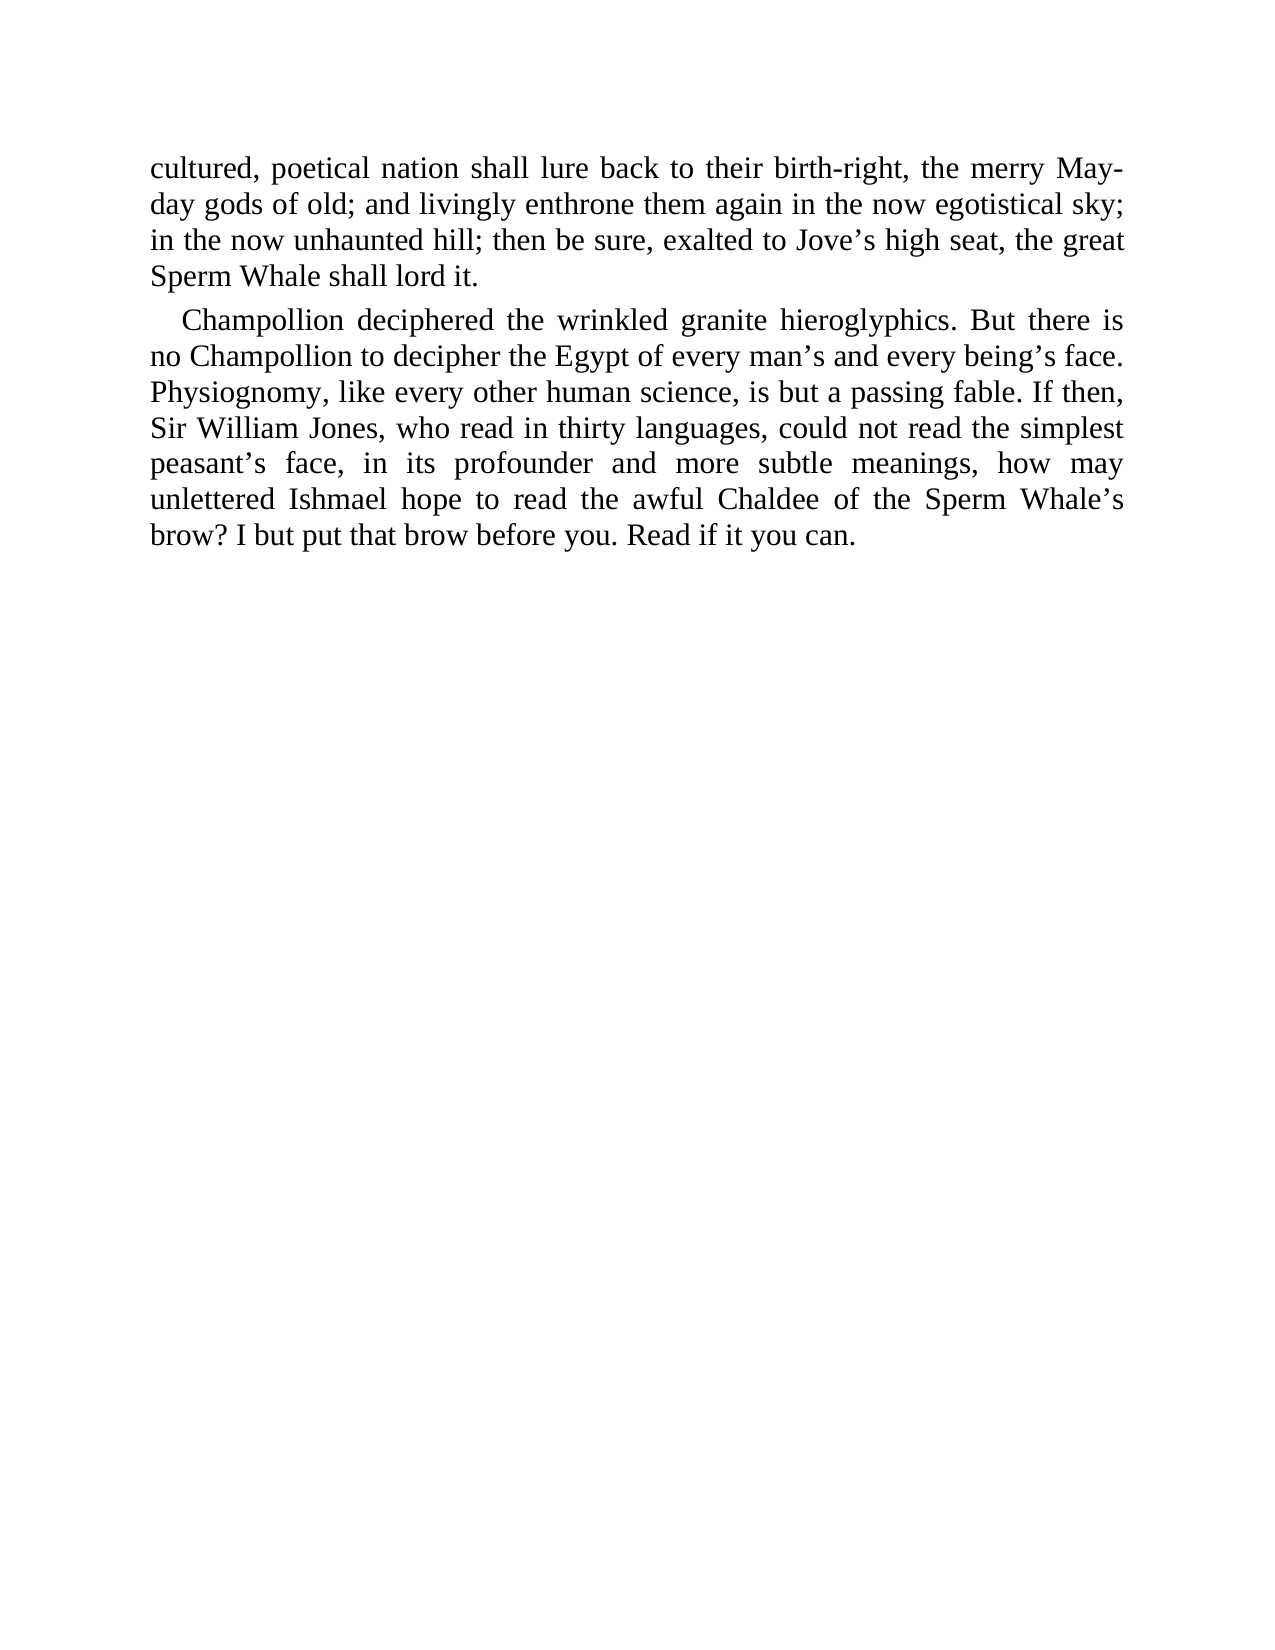 cultured, poetical nation shall lure back to their birth-right, the merry May-
day gods of old; and livingly enthrone them again in the now egotistical sky;
in the now unhaunted hill; then be sure, exalted to Jove’s high seat, the great
Sperm Whale shall lord it.
Champollion deciphered the wrinkled granite hieroglyphics. But there is
no Champollion to decipher the Egypt of every man’s and every being’s face.
Physiognomy, like every other human science, is but a passing fable. If then,
Sir William Jones, who read in thirty languages, could not read the simplest
peasant’s face, in its profounder and more subtle meanings, how may
unlettered Ishmael hope to read the awful Chaldee of the Sperm Whale’s
brow? I but put that brow before you. Read if it you can.